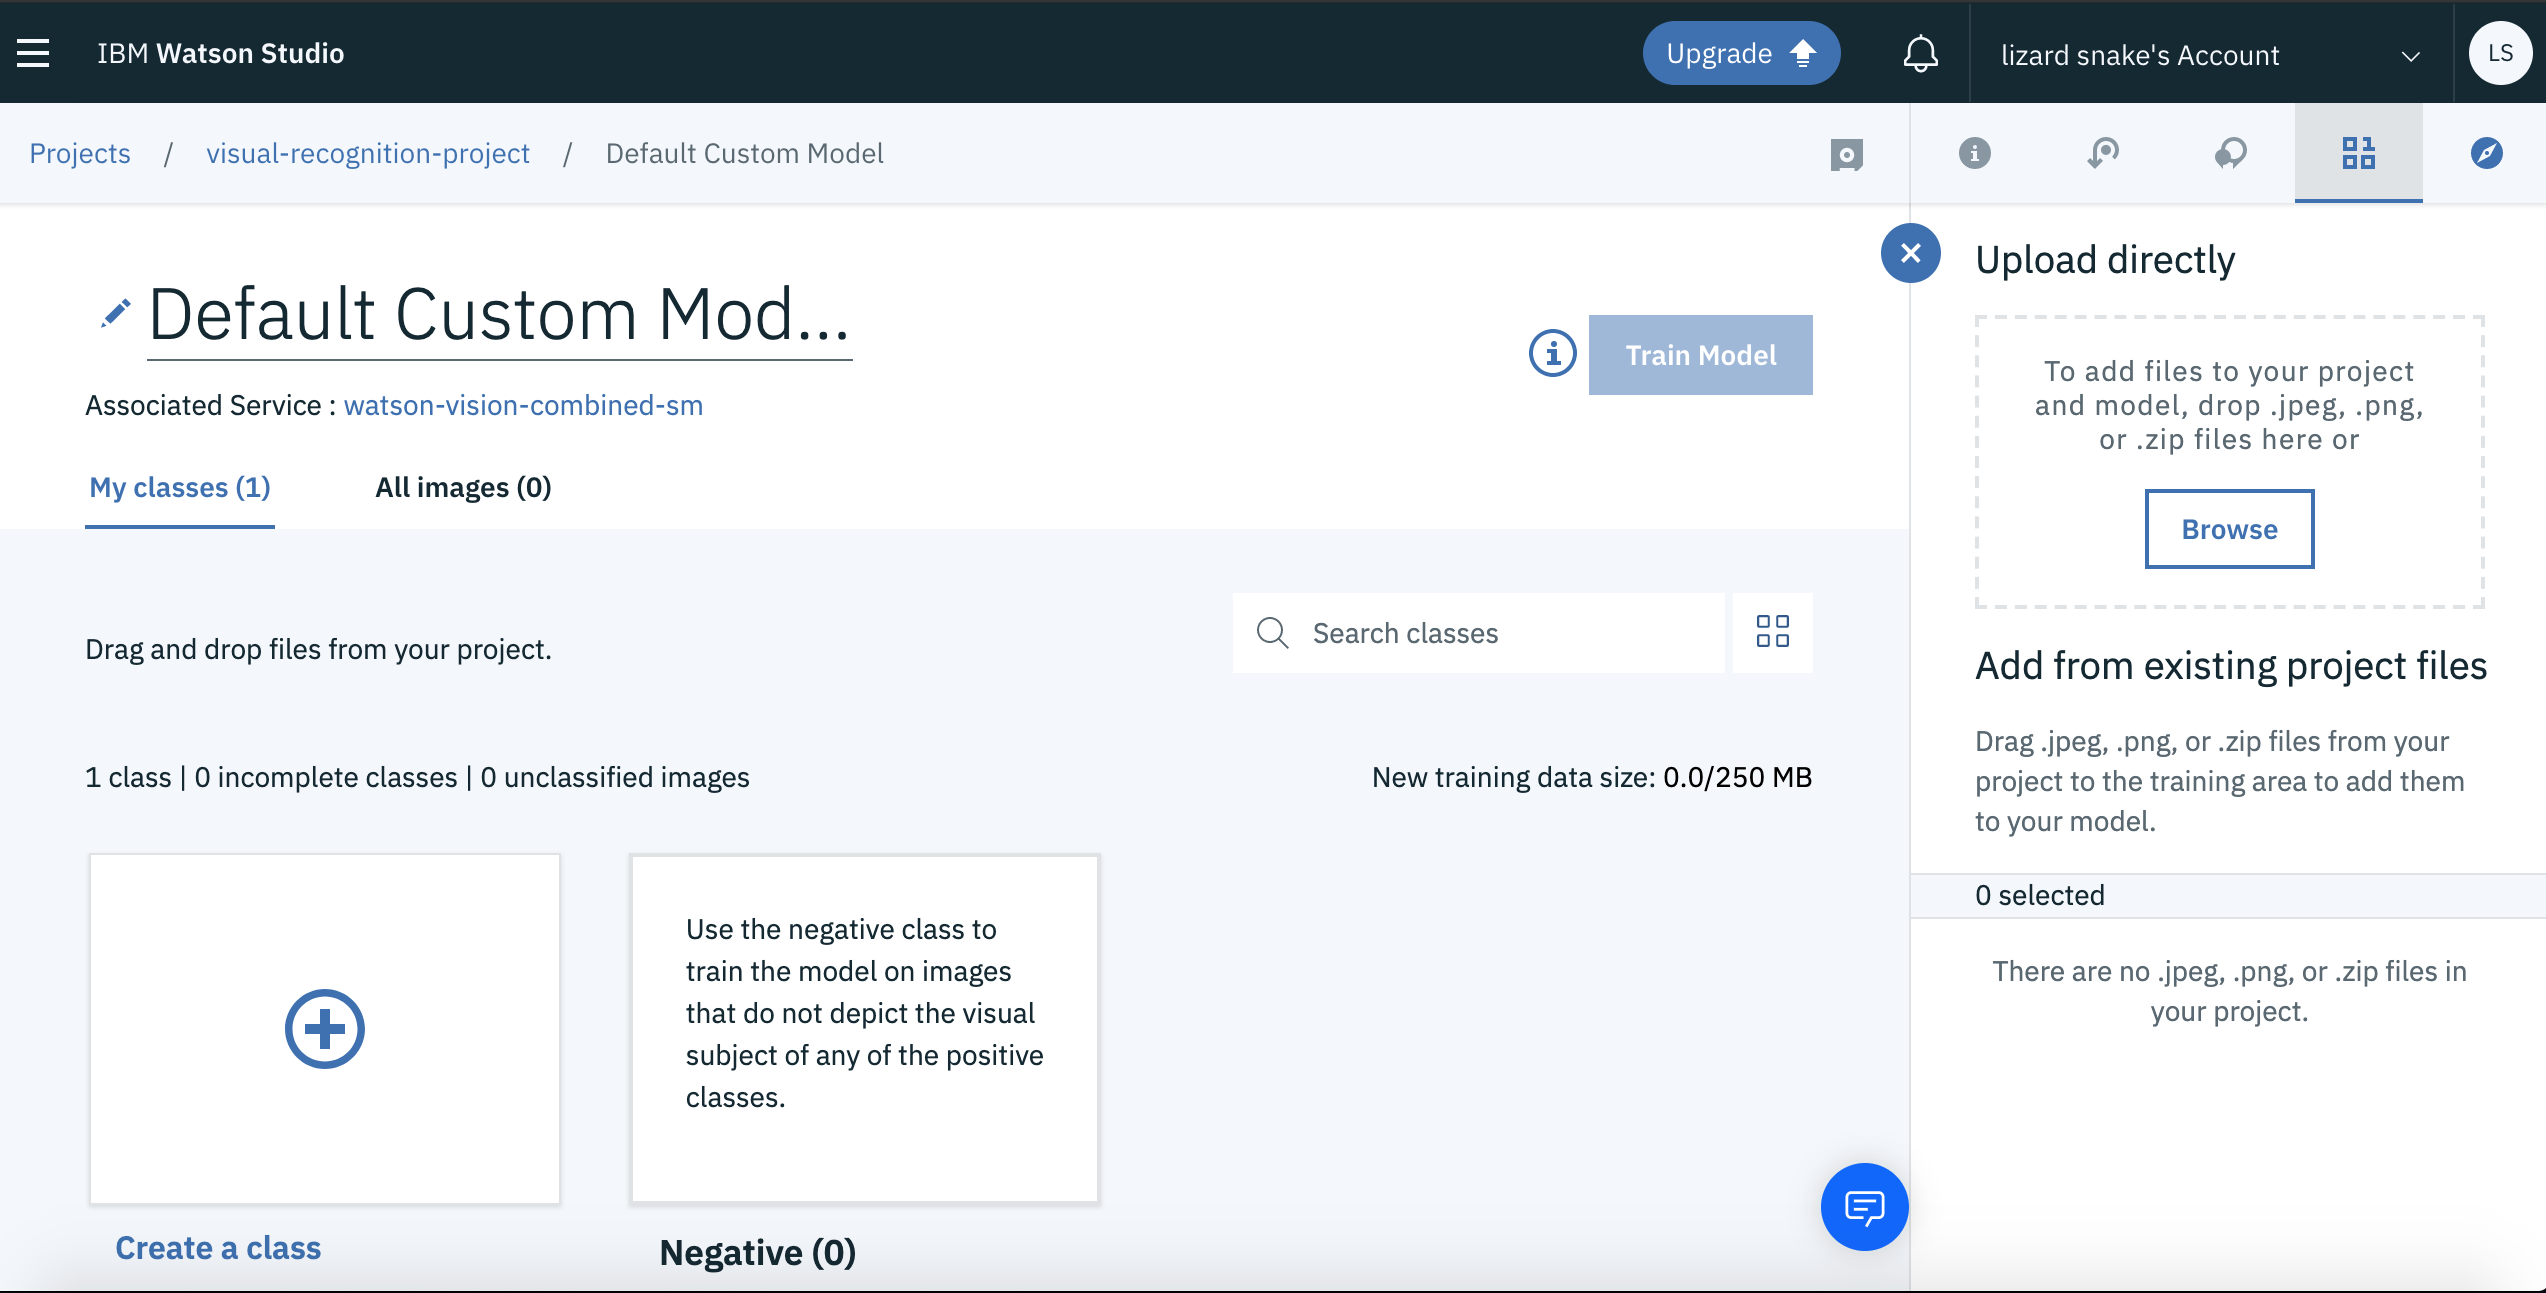 IBM Watson Studio
Upgrade
lizard snake's Account
LS
Projects / visual-recognition-project / Default Custom Model
Default Custom Mod...
Train Model
Associated Service : watson-vision-combined-sm
My classes (1)
All images (0)
Drag and drop files from your project.
Search classes
1 class | 0 incomplete classes | 0 unclassified images
New training data size: 0.0/250 MB
Use the negative class to
train the model on images
that do not depict the visual
subject of any of the positive
classes.
Create a class
Negative (0)
Upload directly
To add files to your project
and model, drop .jpeg, .png,
or .zip files here or
Browse
Add from existing project files
Drag .jpeg, .png, or .zip files from your
project to the training area to add them
to your model.
0 selected
There are no .jpeg, .png, or .zip files in
your project.